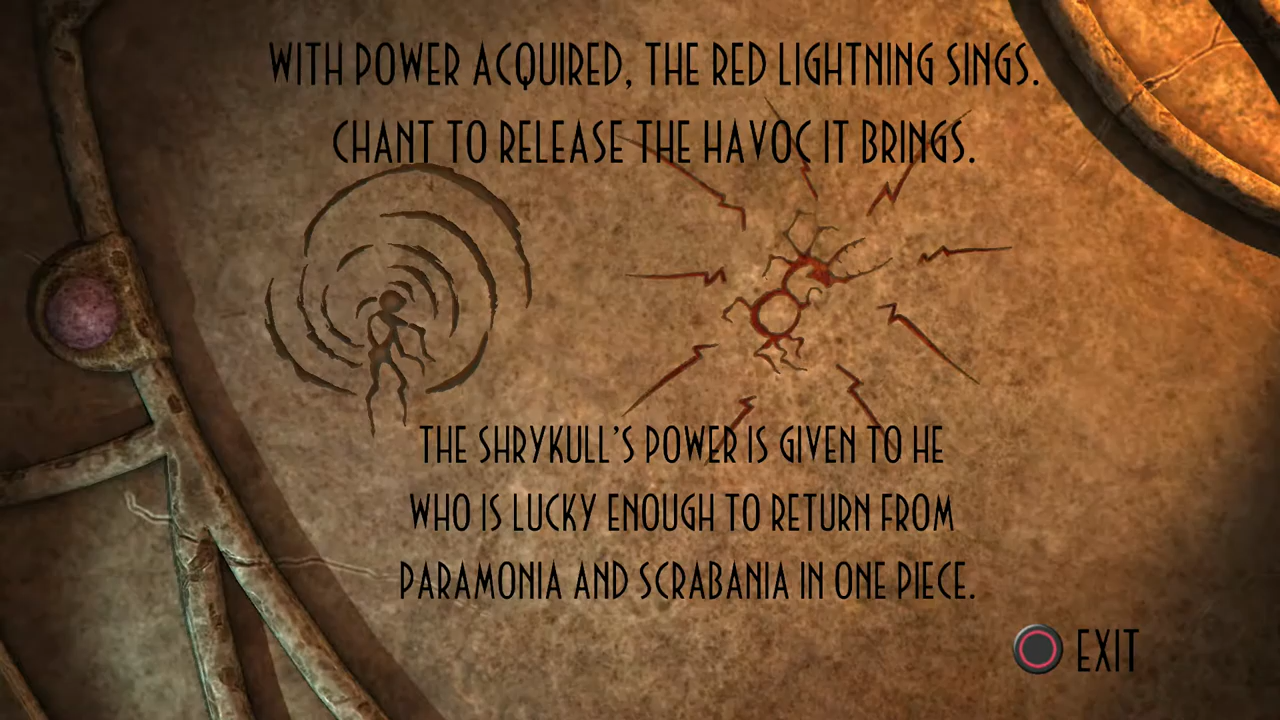 WITH POWER ACQUIRED, THE RED LIGHTNING SINGS.
CHANT TO RELEASE THE HAVOC IT BRINGS.
THE SHRYKULL'S POWER IS GIVEN TO HE
WHO IS LUCKY ENOUGH TO RETURN FROM
PARAMONIA AND SCRABANIA IN ONE PIECE.
EXIT